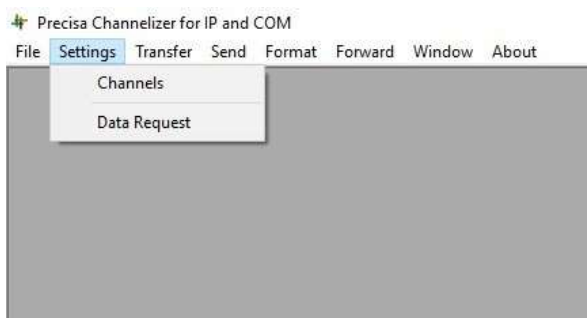 Precisa Channelizer for IP and COM
File Settings Transfer Send Format Forward Window About
Channels
Data Request